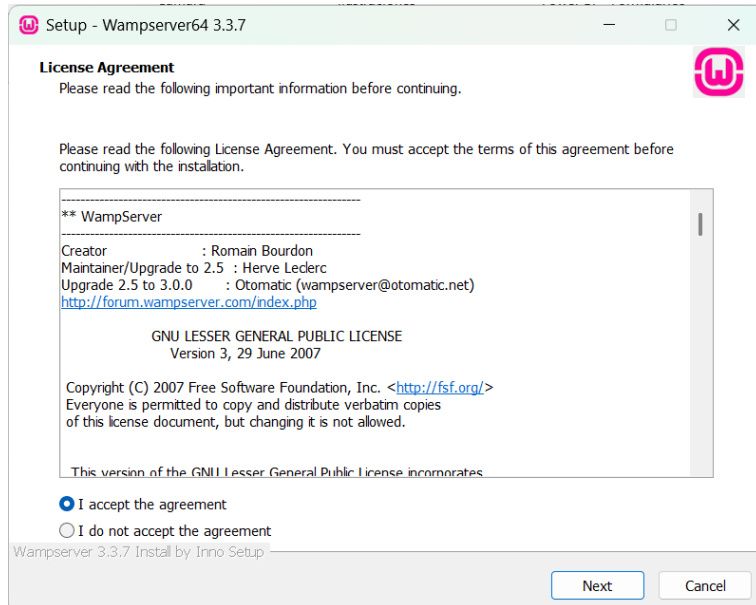 Setup - Wampserver64 3.3.7
License Agreement
Please read the following important information before continuing.
Please read the following License Agreement. You must accept the terms of this agreement before
continuing with the installation.
--------------------------------------------------------------
** WampServer
--------------------------------------------------------------
Creator : Romain Bourdon
Maintainer/Upgrade to 2.5 : Herve Leclerc
Upgrade 2.5 to 3.0.0 : Otomatic (wampserver@otomatic.net)
http://forum.wampserver.com/index.php
GNU LESSER GENERAL PUBLIC LICENSE
Version 3, 29 June 2007
Copyright (C) 2007 Free Software Foundation, Inc. <http://fsf.org/>
Everyone is permitted to copy and distribute verbatim copies
of this license document, but changing it is not allowed.
This version of the GNU Lesser General Public License incorporates
I accept the agreement
I do not accept the agreement
Wampserver 3.3.7 Install by Inno Setup
Next Cancel